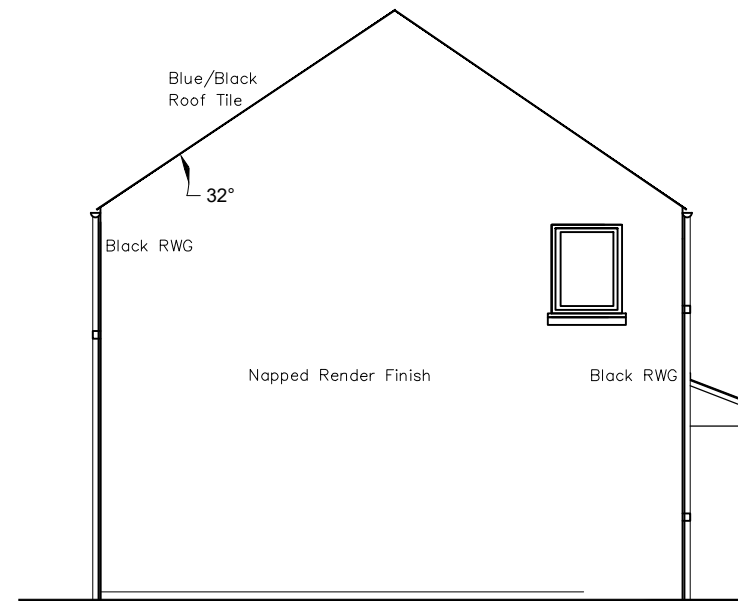 Blue/Black
Roof Tile
32°
Black RWG
Napped Render Finish
Black RWG